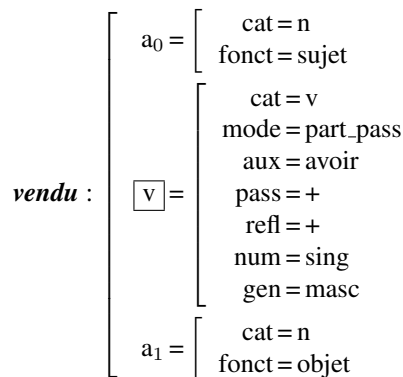 a₀ = [ cat = n
fonct = sujet
cat = v
mode = part_pass
aux = avoir
vendu : v = pass = +
refl = +
num = sing
gen = masc
a₁ = [ cat = n
fonct = objet